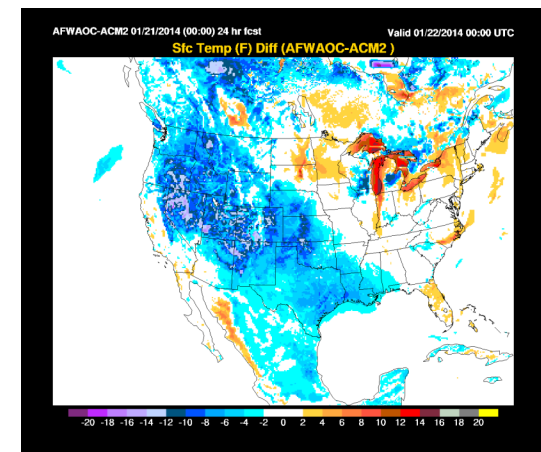 AFWAOC-ACM2 01/21/2014 (00:00) 24 hr fcst
Valid 01/22/2014 00:00 UTC
Sfc Temp (F) Diff (AFWAOC-ACM2 )
-20 -18 -16 -14 -12 -10 -8 -6 -4 -2 0 2 4 6 8 10 12 14 16 18 20